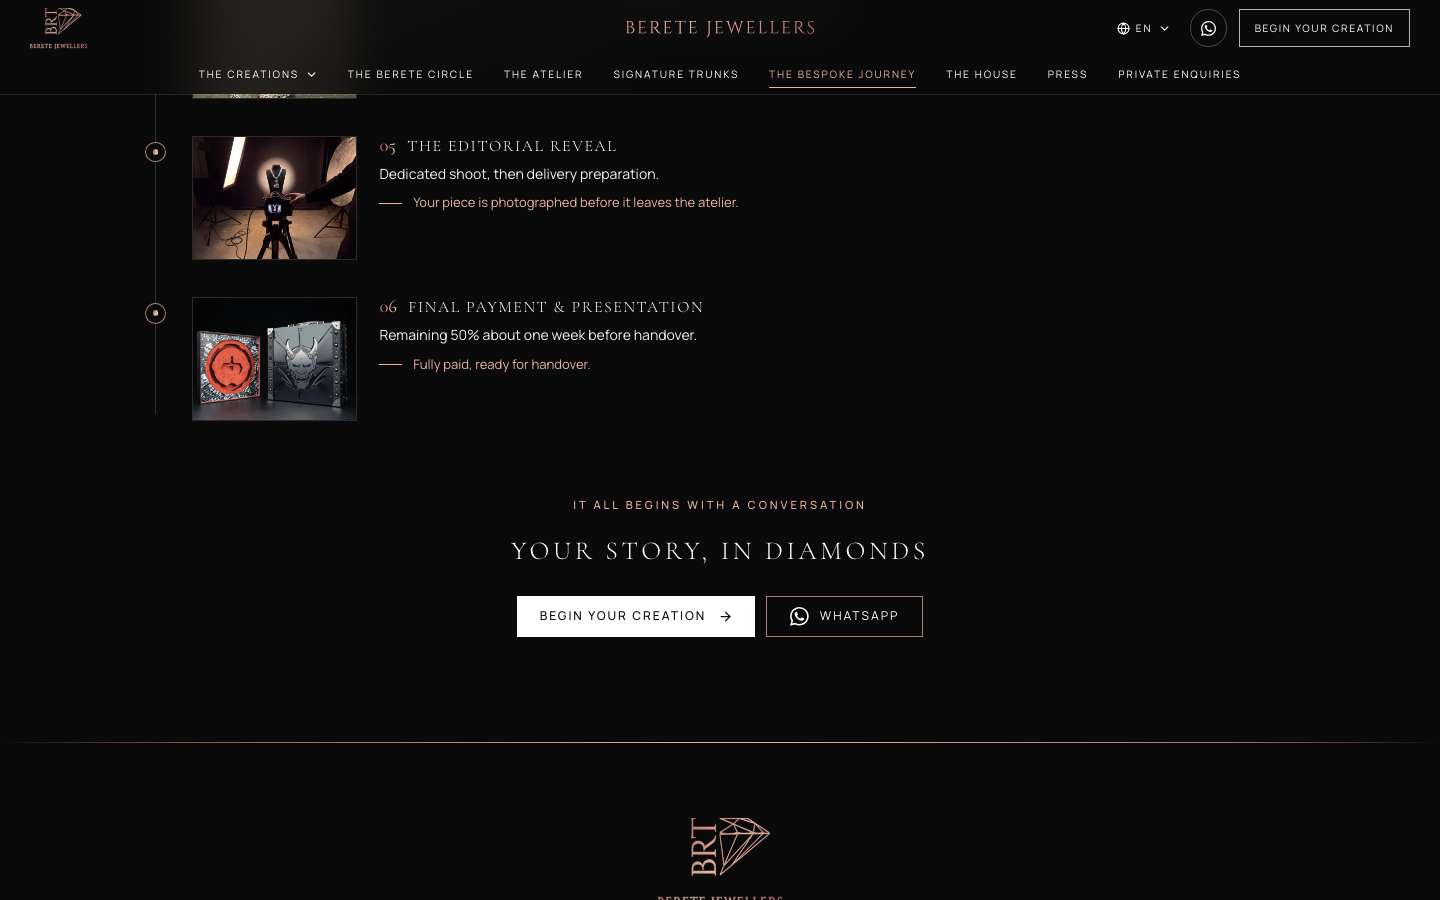 BRT
BERETE JEWELLERS
BERETE JEWELLERS
EN
BEGIN YOUR CREATION
THE CREATIONS
THE BERETE CIRCLE
THE ATELIER
SIGNATURE TRUNKS
THE BESPOKE JOURNEY
THE HOUSE
PRESS
PRIVATE ENQUIRIES
05 THE EDITORIAL REVEAL
Dedicated shoot, then delivery preparation.
Your piece is photographed before it leaves the atelier.
06 FINAL PAYMENT & PRESENTATION
Remaining 50% about one week before handover.
Fully paid, ready for handover.
IT ALL BEGINS WITH A CONVERSATION
YOUR STORY, IN DIAMONDS
BEGIN YOUR CREATION
WHATSAPP
BRT
BERETE JEWELLERS